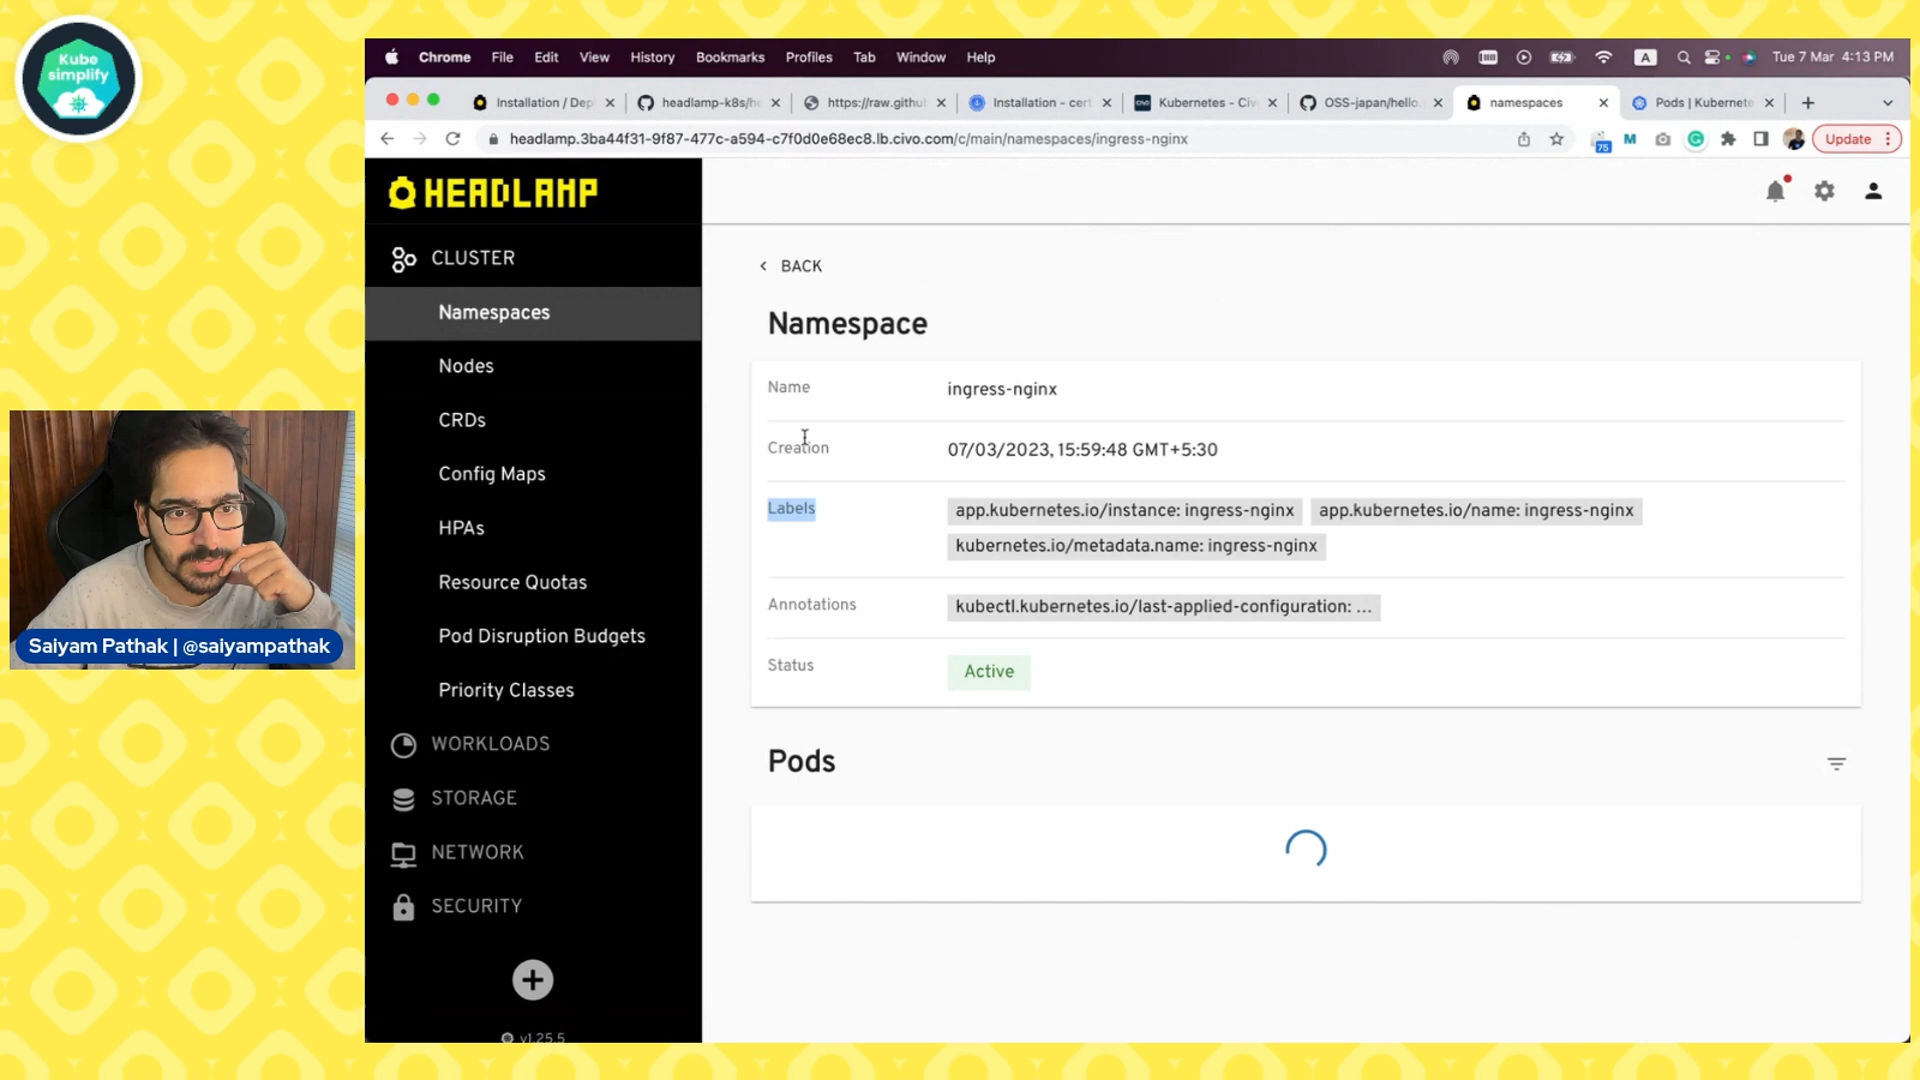 Kube
simplify
Chrome File Edit View History Bookmarks Profiles Tab Window Help
A
Tue 7 Mar 4:13 PM
Installation / Dep
headlamp-k8s/he
https://raw.githu
Installation - cert
Kubernetes - Civ
OSS-japan/hello
namespaces
Pods | Kubernete
headlamp.3ba44f31-9f87-477c-a594-c7f0d0e68ec8.lb.civo.com/c/main/namespaces/ingress-nginx
75
M
Update
HEADLAMP
CLUSTER
Namespaces
Nodes
CRDs
Config Maps
HPAs
Resource Quotas
Pod Disruption Budgets
Priority Classes
WORKLOADS
STORAGE
NETWORK
SECURITY
v1.25.5
BACK
Namespace
Name ingress-nginx
Creation 07/03/2023, 15:59:48 GMT+5:30
Labels app.kubernetes.io/instance: ingress-nginx app.kubernetes.io/name: ingress-nginx
kubernetes.io/metadata.name: ingress-nginx
Annotations kubectl.kubernetes.io/last-applied-configuration: …
Status Active
Pods
Saiyam Pathak | @saiyampathak